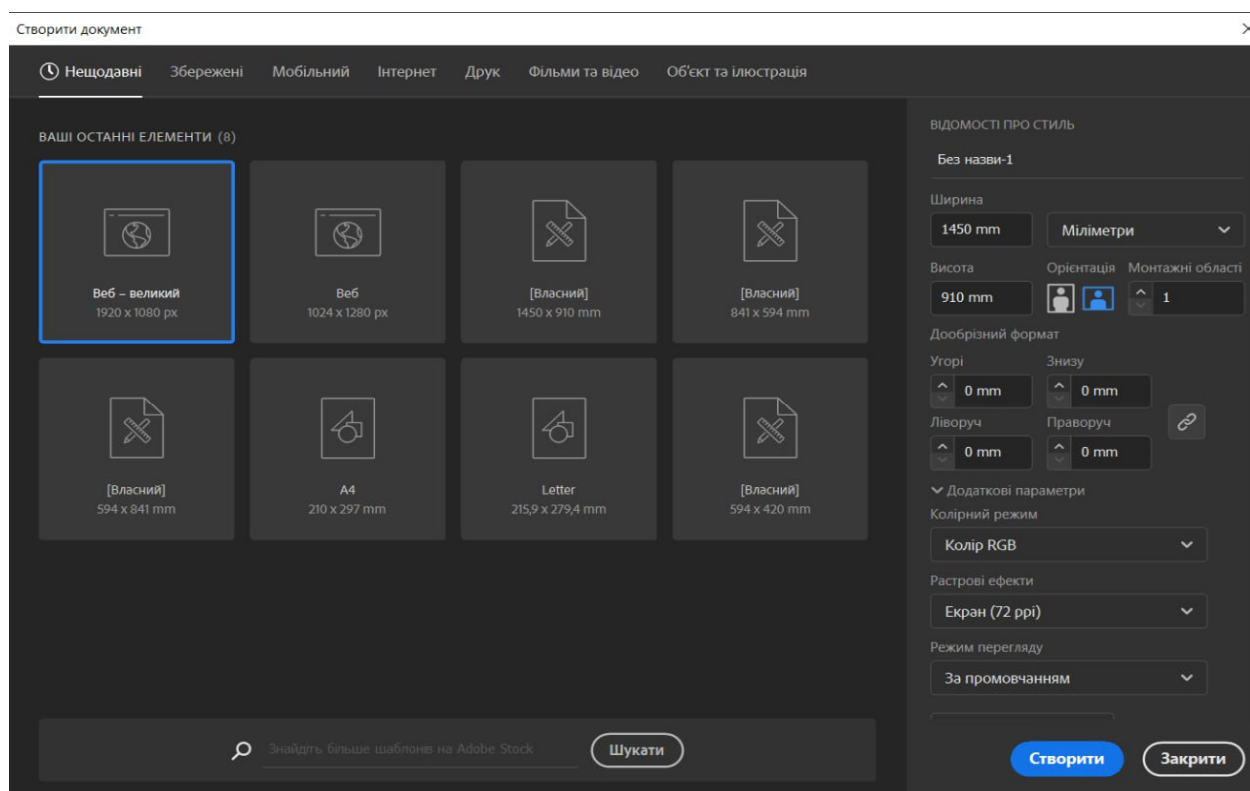 Створити документ
Нещодавні Збережені Мобільний Інтернет Друк Фільми та відео Об'єкт та ілюстрація
ВАШІ ОСТАННІ ЕЛЕМЕНТИ (8)
Веб – великий
1920 x 1080 px
Веб
1024 x 1280 px
[Власний]
1450 x 910 mm
[Власний]
841 x 594 mm
[Власний]
594 x 841 mm
A4
210 x 297 mm
Letter
215,9 x 279,4 mm
[Власний]
594 x 420 mm
Знайдіть більше шаблонів на Adobe Stock
Шукати
ВІДОМОСТІ ПРО СТИЛЬ
Без назви-1
Ширина
1450 mm Міліметри
Висота Орієнтація Монтажні області
910 mm 1
Дообрізний формат
Угорі Знизу
0 mm 0 mm
Ліворуч Праворуч
0 mm 0 mm
Додаткові параметри
Колірний режим
Колір RGB
Растрові ефекти
Екран (72 ppi)
Режим перегляду
За промовчанням
Створити Закрити